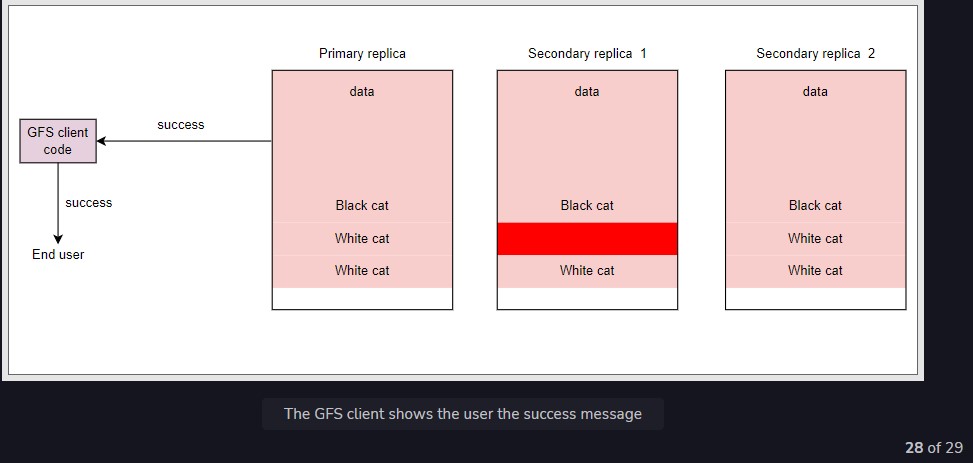 Primary replica
Secondary replica 1
Secondary replica 2
data
data
data
GFS client
code
success
success
End user
Black cat
Black cat
Black cat
White cat
White cat
White cat
White cat
White cat
The GFS client shows the user the success message
28 of 29